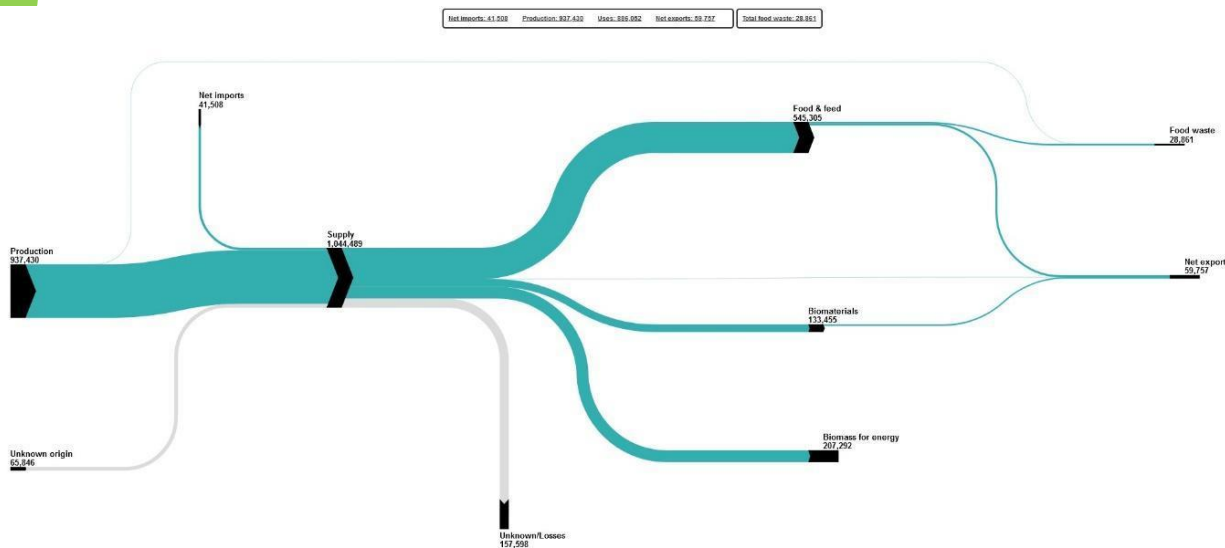 Net imports: 41,508 Production: 937,430 Uses: 886,052 Net exports: 59,757 Total food waste: 28,861
Net imports
41,508
Food & feed
545,305
Food waste
28,861
Supply
1,044,489
Production
937,430
Net export
59,757
Biomaterials
133,455
Biomass for energy
207,292
Unknown origin
65,846
Unknown/Losses
157,598